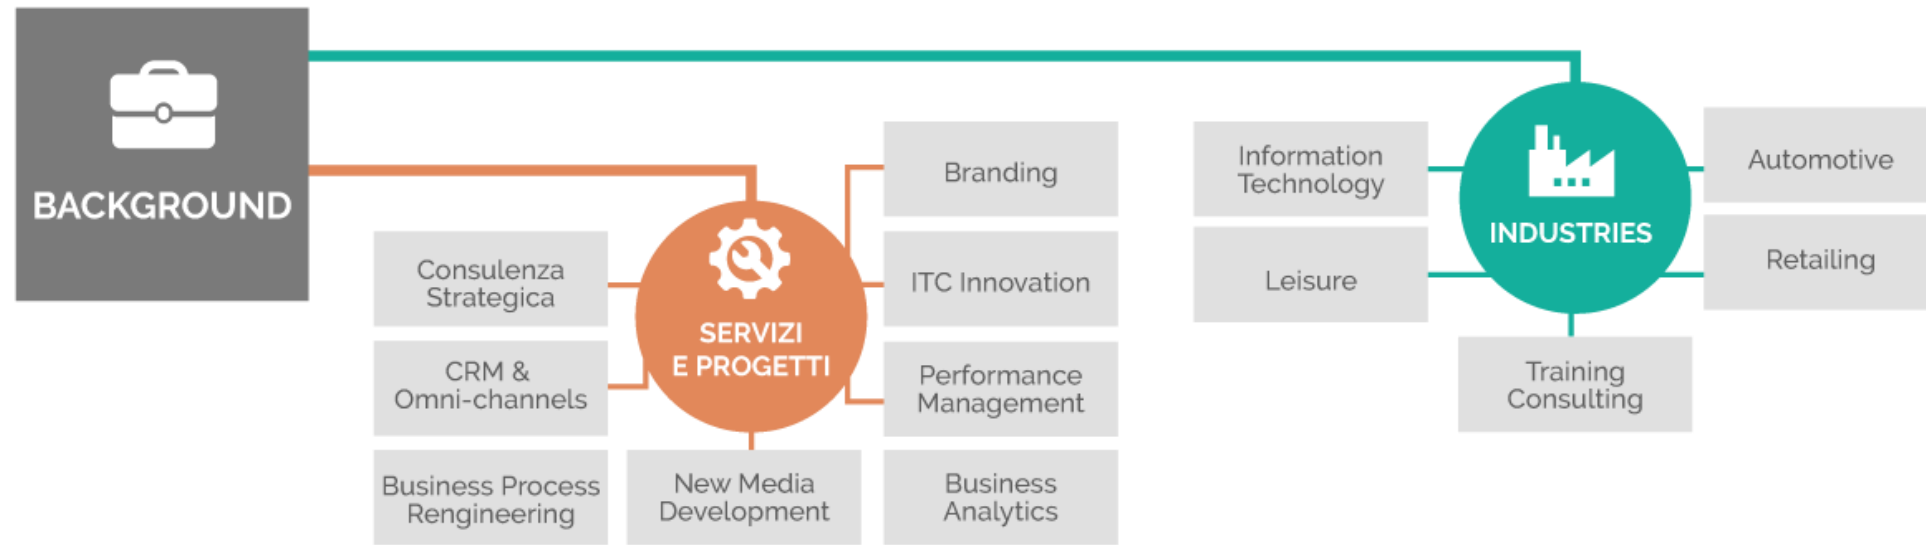 BACKGROUND
Consulenza
Strategica
CRM &
Omni-channels
Business Process
Rengineering
SERVIZI
E PROGETTI
New Media
Development
Branding
ITC Innovation
Performance
Management
Business
Analytics
Information
Technology
Leisure
INDUSTRIES
Training
Consulting
Automotive
Retailing